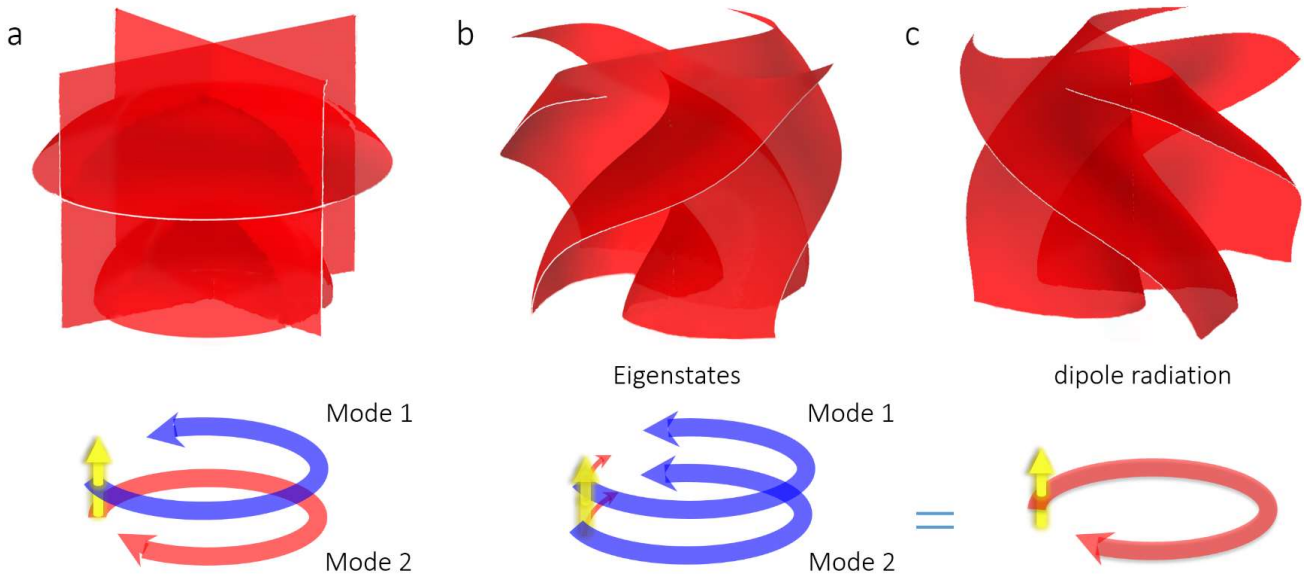 a
b
c
Eigenstates
dipole radiation
Mode 1
Mode 1
Mode 2
Mode 2
=